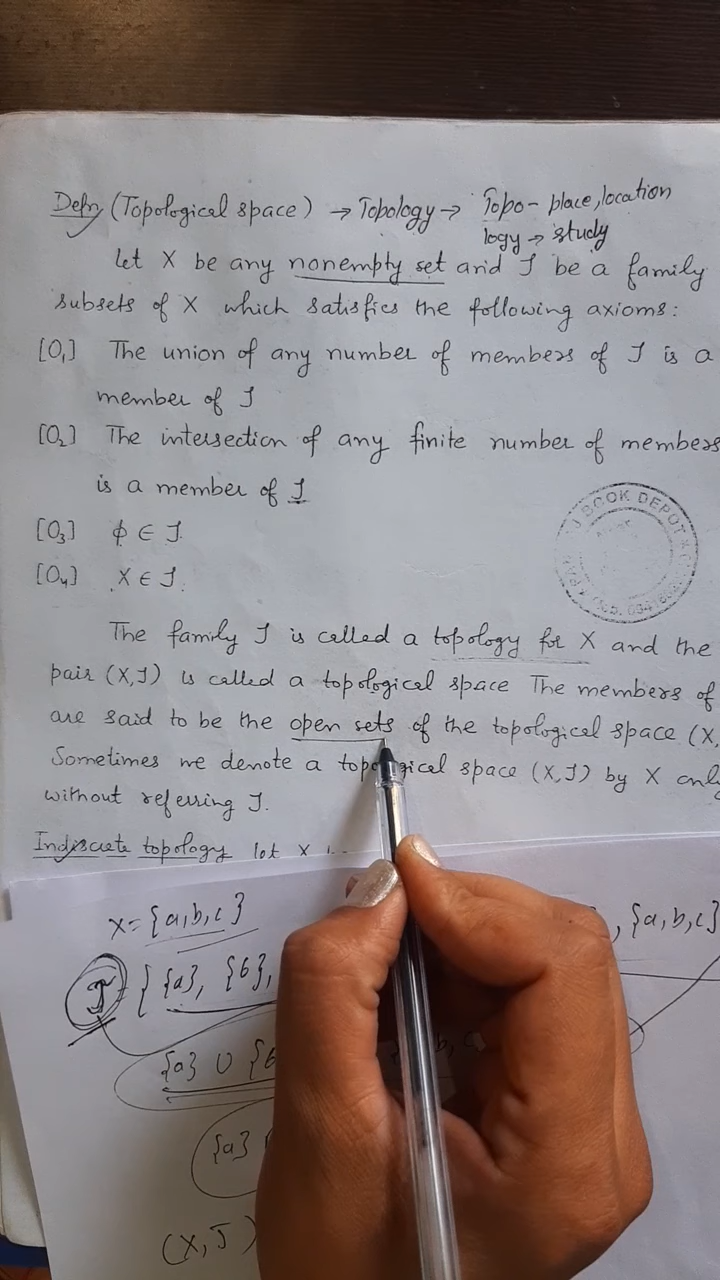 Defn (Topological space) → Topology → Topo - place, location
logy → study
Let X be any nonempty set and J be a family
subsets of X which satisfies the following axioms:
[O₁] The union of any number of members of J is a
member of J
[O₂] The intersection of any finite number of members
is a member of J
[O₃] ϕ ∈ J
[O₄] X ∈ J.
BOOK DEPOT
The family J is called a topology for X and the
pair (X,J) is called a topological space The members of
are said to be the open sets of the topological space (X,
Sometimes we denote a topological space (X,J) by X only
without referring J.
Indiscrete topology let X
X = {a,b,c}
, {a,b,c}
J = { {a}, {b},
{a} ∪ {b
b, c
{a}
(X, J)